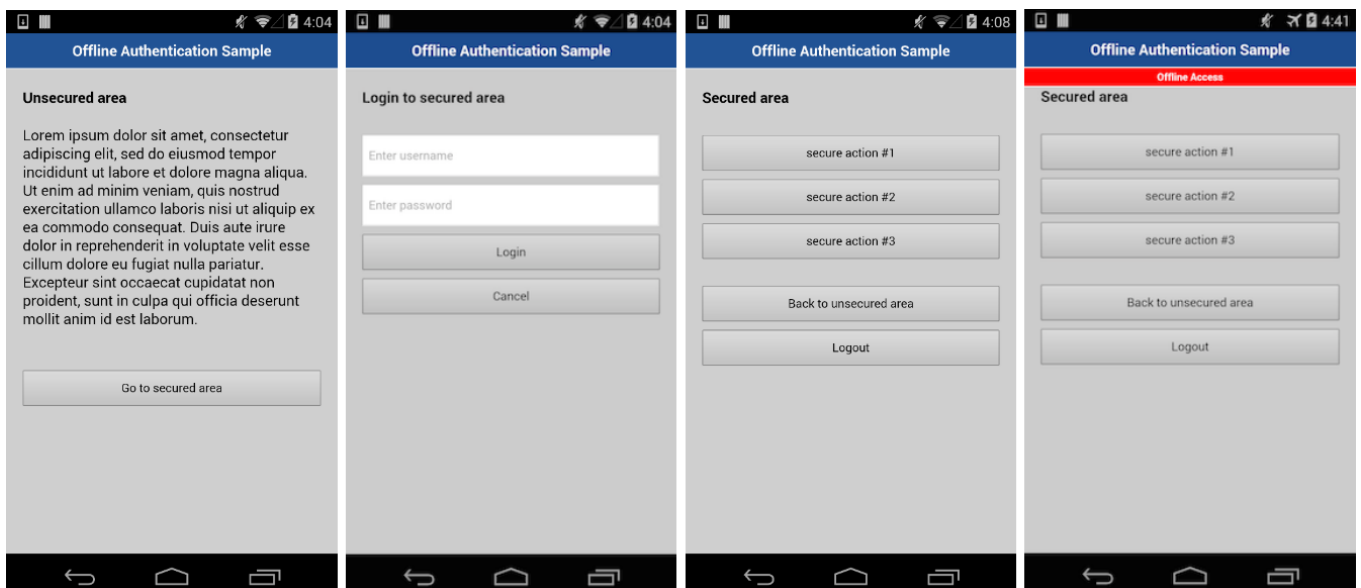 4:04
Offline Authentication Sample
Unsecured area
Lorem ipsum dolor sit amet, consectetur
adipiscing elit, sed do eiusmod tempor
incididunt ut labore et dolore magna aliqua.
Ut enim ad minim veniam, quis nostrud
exercitation ullamco laboris nisi ut aliquip ex
ea commodo consequat. Duis aute irure
dolor in reprehenderit in voluptate velit esse
cillum dolore eu fugiat nulla pariatur.
Excepteur sint occaecat cupidatat non
proident, sunt in culpa qui officia deserunt
mollit anim id est laborum.
Go to secured area
4:04
Offline Authentication Sample
Login to secured area
Enter username
Enter password
Login
Cancel
4:08
Offline Authentication Sample
Secured area
secure action #1
secure action #2
secure action #3
Back to unsecured area
Logout
4:41
Offline Authentication Sample
Offline Access
Secured area
secure action #1
secure action #2
secure action #3
Back to unsecured area
Logout